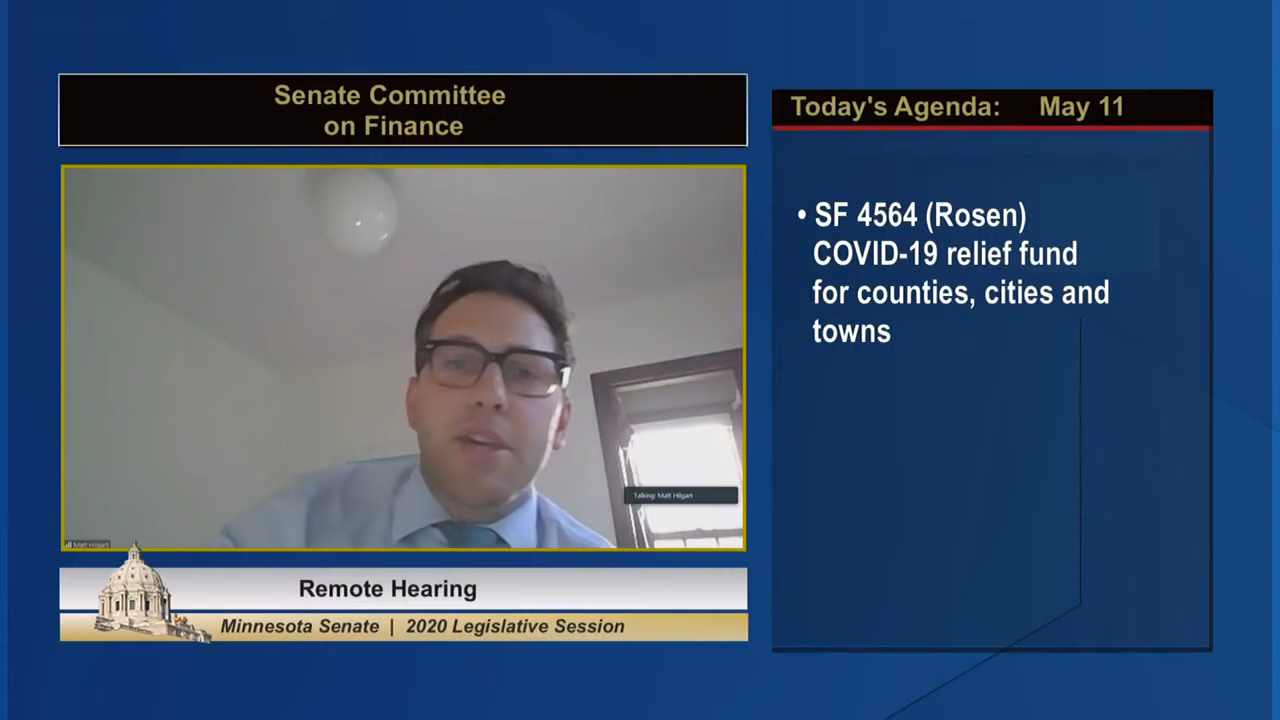 Senate Committee
on Finance
Today's Agenda: May 11
• SF 4564 (Rosen)
COVID-19 relief fund
for counties, cities and
towns
Talking: Matt Hilgart
Matt Hilgart
Remote Hearing
Minnesota Senate | 2020 Legislative Session